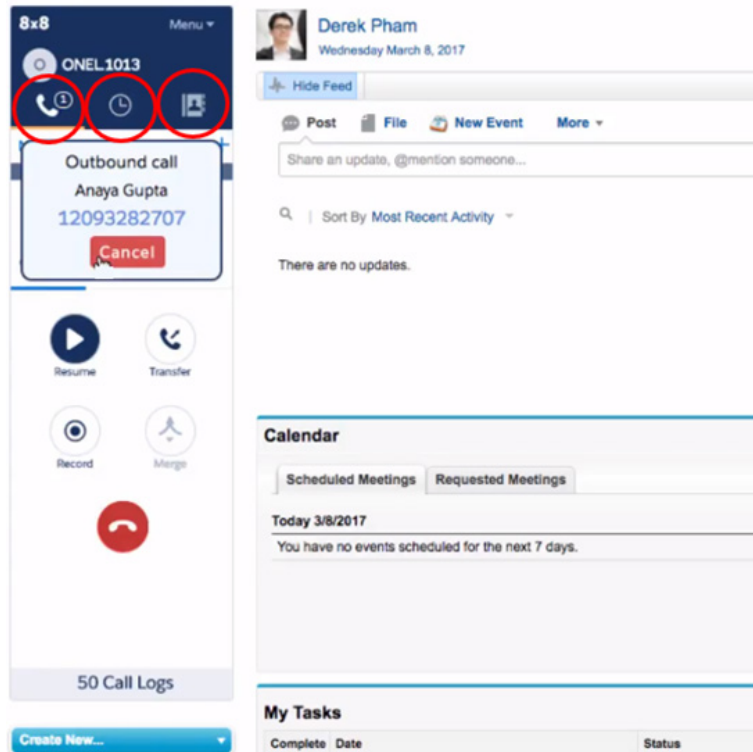 8x8
Menu
O ONEL1013
1
Outbound call
Anaya Gupta
12093282707
Cancel
Resume
Transfer
Record
Merge
50 Call Logs
Create New...
Derek Pham
Wednesday March 8, 2017
Hide Feed
Post
File
New Event
More
Share an update, @mention someone...
Sort By Most Recent Activity
There are no updates.
Calendar
Scheduled Meetings
Requested Meetings
Today 3/8/2017
You have no events scheduled for the next 7 days.
My Tasks
Complete Date Status